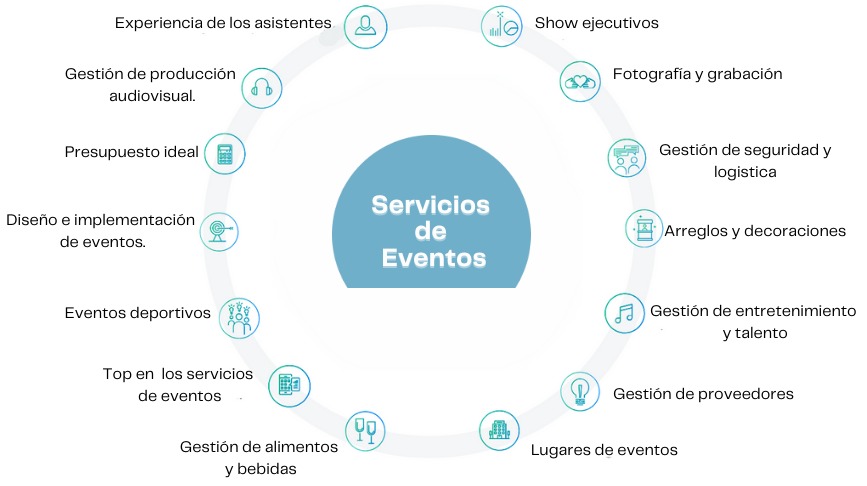 Experiencia de los asistentes
Show ejecutivos
Gestión de producción
audiovisual.
Fotografía y grabación
Presupuesto ideal
Gestión de seguridad y
logistica
Diseño e implementación
de eventos.
Servicios
de
Eventos
Arreglos y decoraciones
Eventos deportivos
Gestión de entretenimiento
y talento
Top en los servicios
de eventos
Gestión de proveedores
Gestión de alimentos
y bebidas
Lugares de eventos